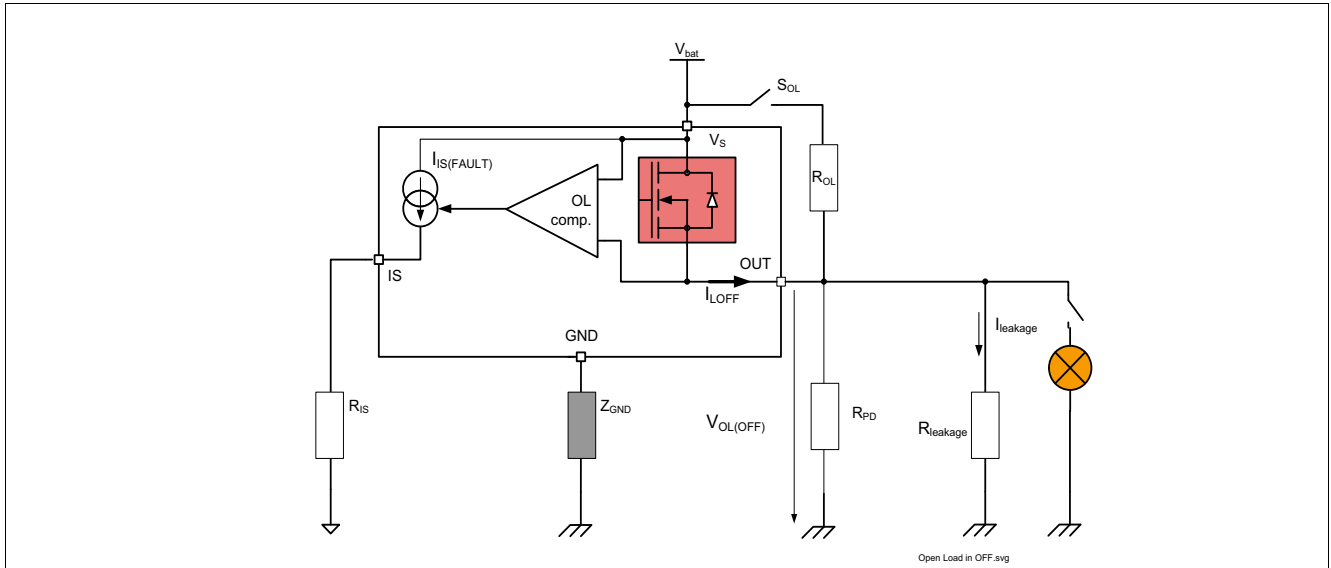 V_bat
S_OL
V_S
I_IS(FAULT)
R_OL
OL
comp.
OUT
IS
I_LOFF
I_leakage
GND
R_IS
Z_GND
V_OL(OFF)
R_PD
R_leakage
Open Load in OFF.svg